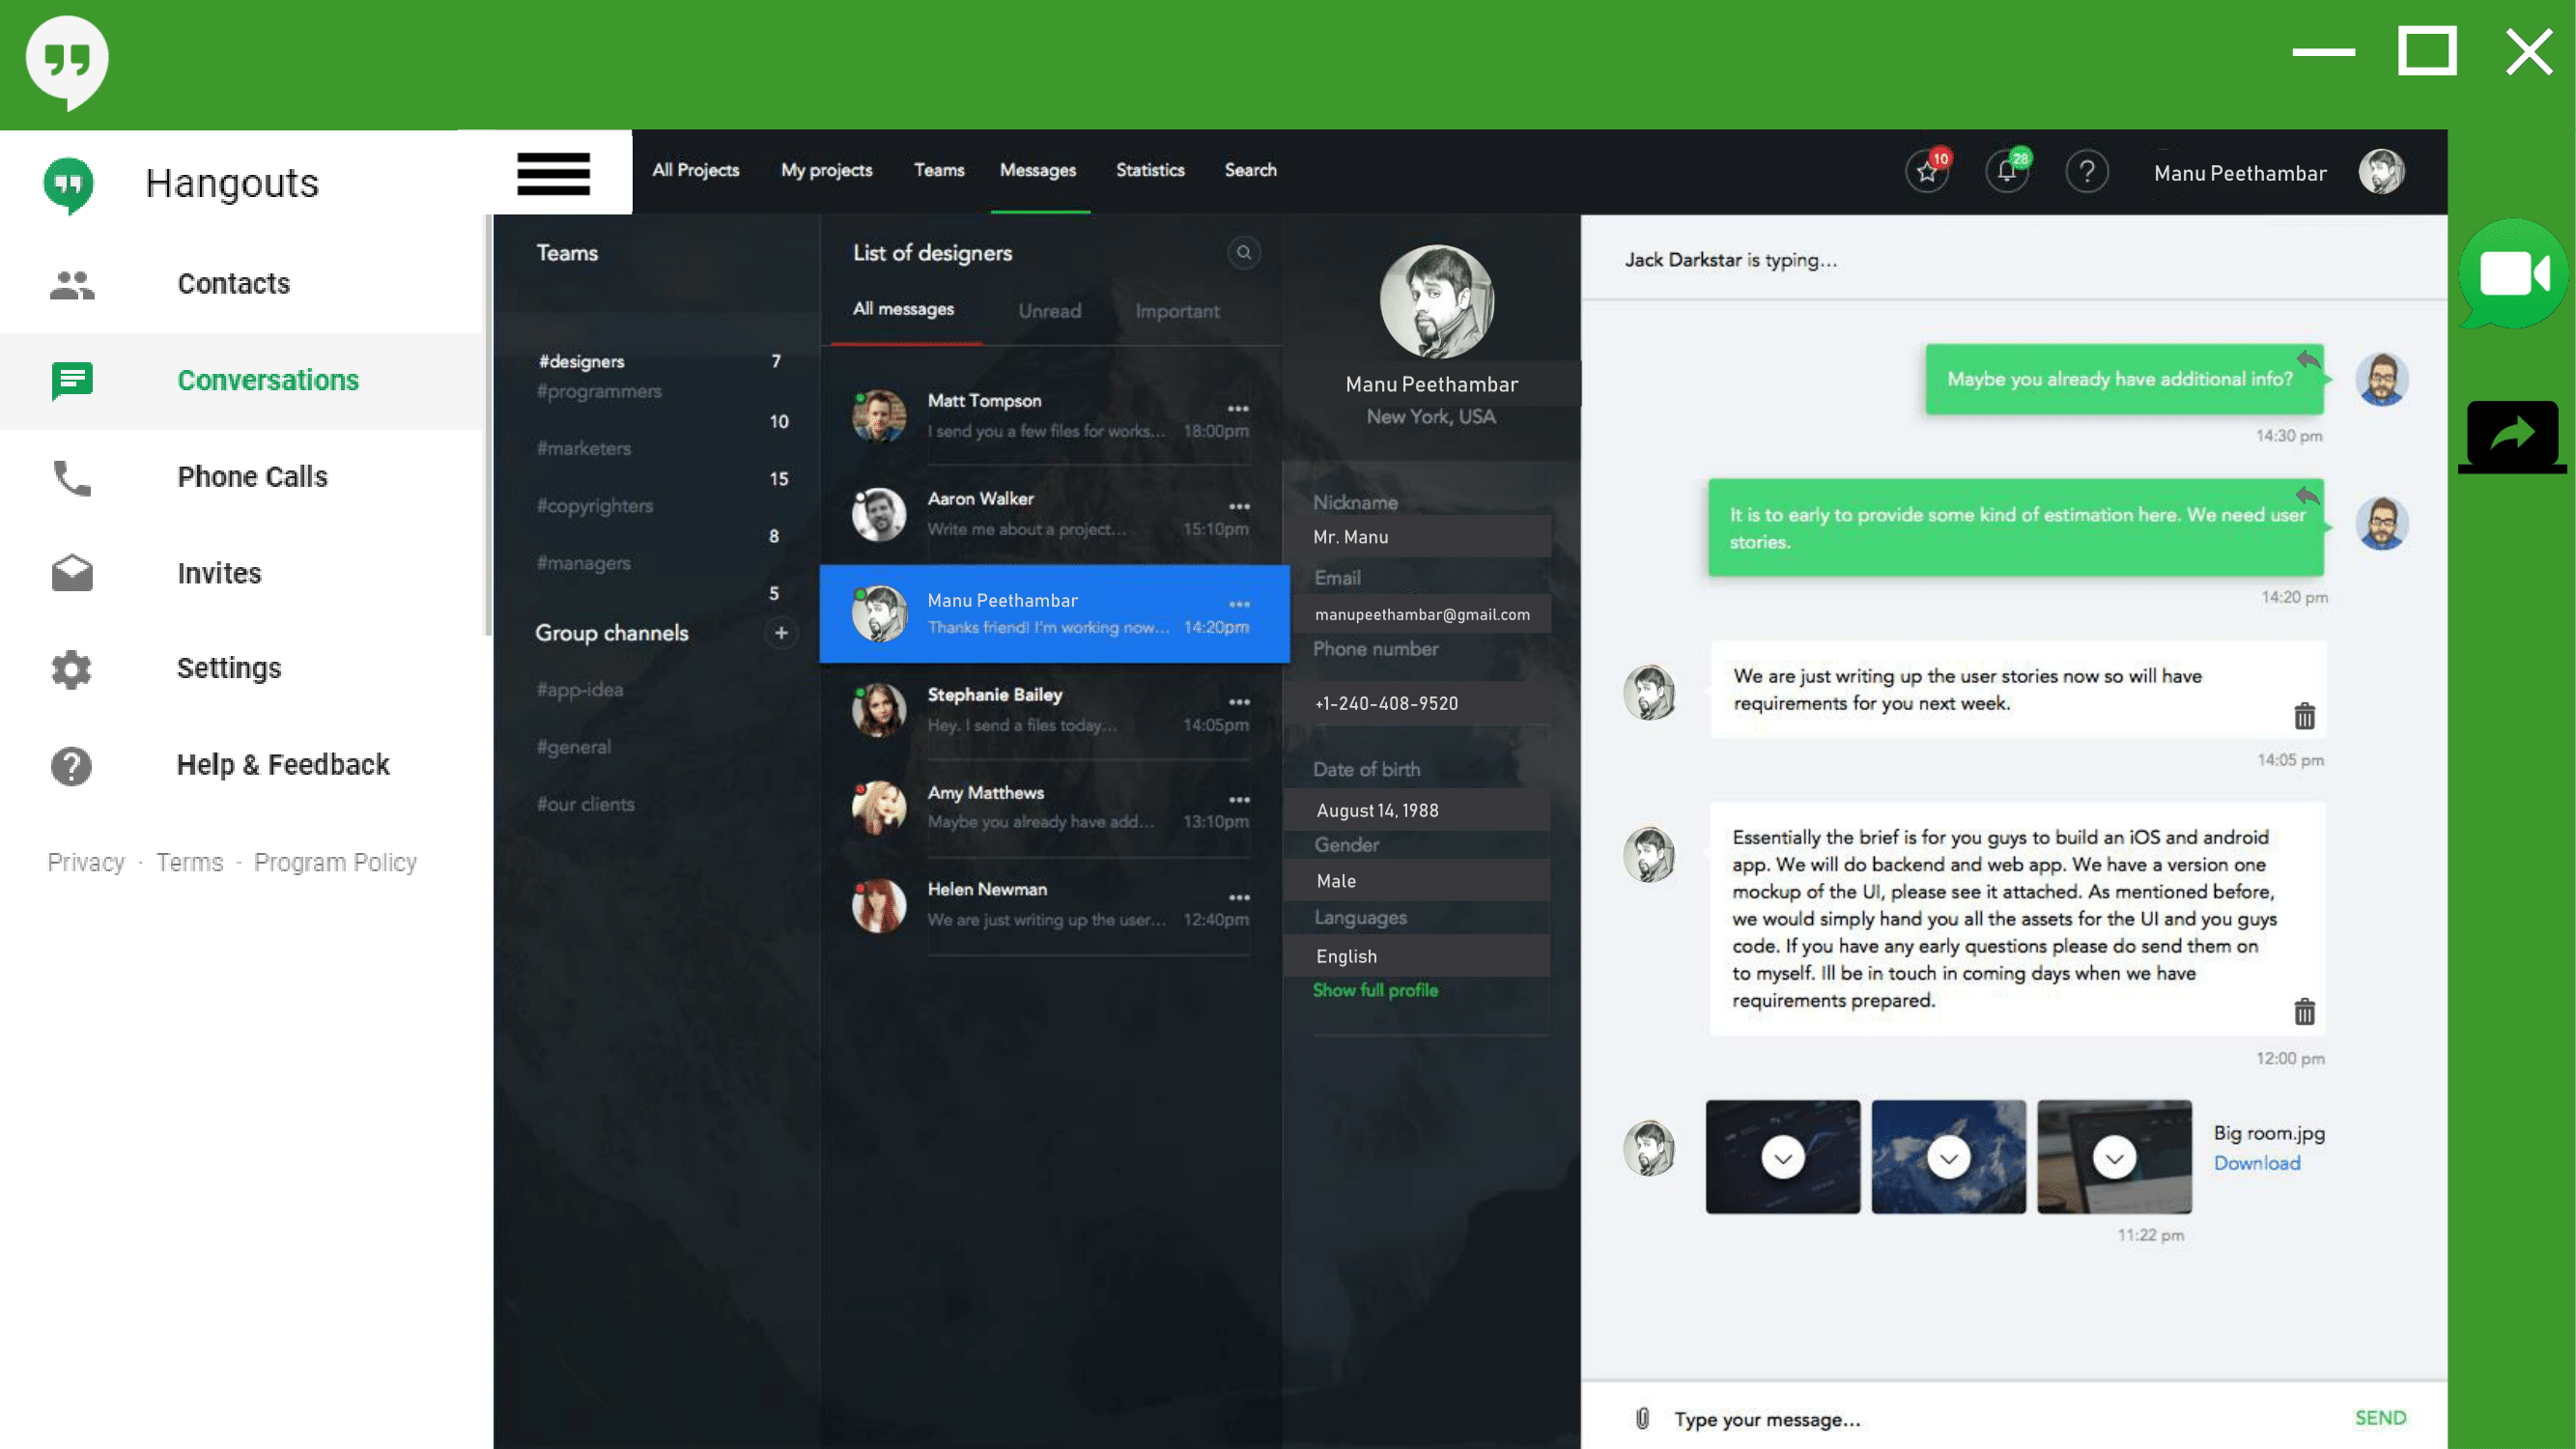 Hangouts
Contacts
Conversations
Phone Calls
Invites
Settings
Help & Feedback
Privacy · Terms - Program Policy
All Projects My projects Teams Messages Statistics Search
10
28
?
Manu Peethambar
Teams
#designers 7
#programmers
10
#marketers
15
#copyrighters
8
#managers
5
Group channels +
#app-idea
#general
#our clients
List of designers
All messages Unread Important
Matt Tompson
I send you a few files for works... 18:00pm
Aaron Walker
Write me about a project... 15:10pm
Manu Peethambar
Thanks friend! I'm working now... 14:20pm
Stephanie Bailey
Hey. I send a files today... 14:05pm
Amy Matthews
Maybe you already have add... 13:10pm
Helen Newman
We are just writing up the user... 12:40pm
Manu Peethambar
New York, USA
Nickname
Mr. Manu
Email
manupeethambar@gmail.com
Phone number
+1-240-408-9520
Date of birth
August 14, 1988
Gender
Male
Languages
English
Show full profile
Jack Darkstar is typing...
Maybe you already have additional info?
14:30 pm
It is to early to provide some kind of estimation here. We need user
stories.
14:20 pm
We are just writing up the user stories now so will have
requirements for you next week.
14:05 pm
Essentially the brief is for you guys to build an iOS and android
app. We will do backend and web app. We have a version one
mockup of the UI, please see it attached. As mentioned before,
we would simply hand you all the assets for the UI and you guys
code. If you have any early questions please do send them on
to myself. Ill be in touch in coming days when we have
requirements prepared.
12:00 pm
Big room.jpg
Download
11:22 pm
Type your message...
SEND